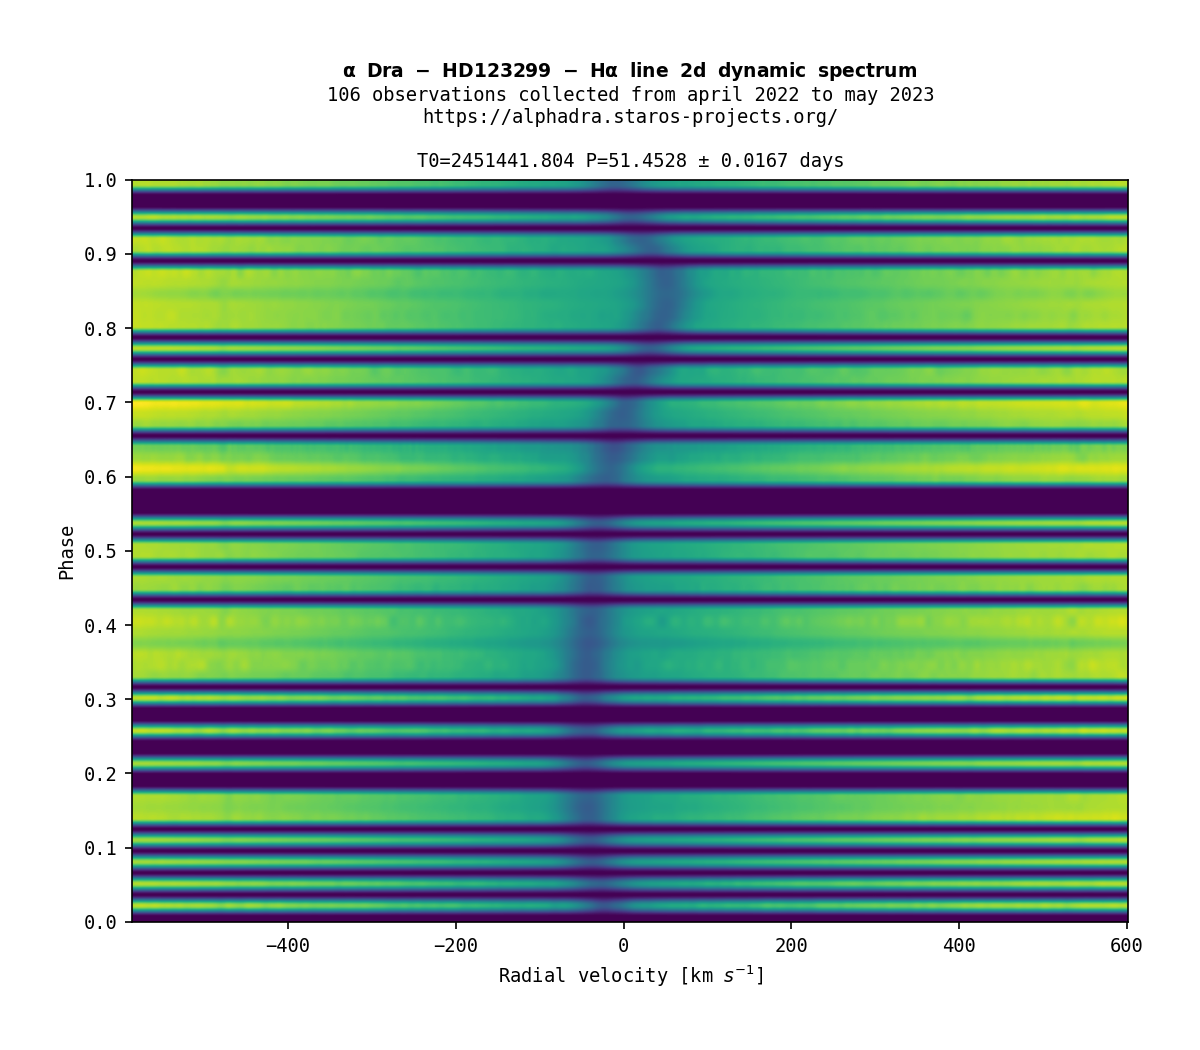 α Dra − HD123299 − Hα line 2d dynamic spectrum
106 observations collected from april 2022 to may 2023
https://alphadra.staros-projects.org/
T0=2451441.804 P=51.4528 ± 0.0167 days
1.0
0.9
0.8
0.7
0.6
0.5
0.4
0.3
0.2
0.1
0.0
Phase
−400 −200 0 200 400 600
Radial velocity [km s⁻¹]